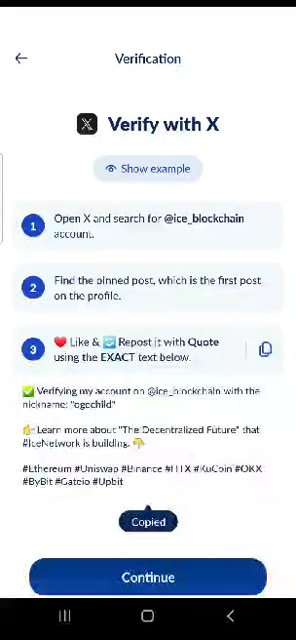 Verification
Verify with X
Show example
1
Open X and search for @ice_blockchain
account.
2
Find the pinned post, which is the first post
on the profile.
3
❤️ Like & 🔁 Repost it with Quote
using the EXACT text below.
✅ Verifying my account on @ice_blockchain with the
nickname: "ogechild"
👉 Learn more about "The Decentralized Future" that
#IceNetwork is building. 👇
#Ethereum #Uniswap #Binance #HTX #KuCoin #OKX
#ByBit #Gateio #Upbit
Copied
Continue